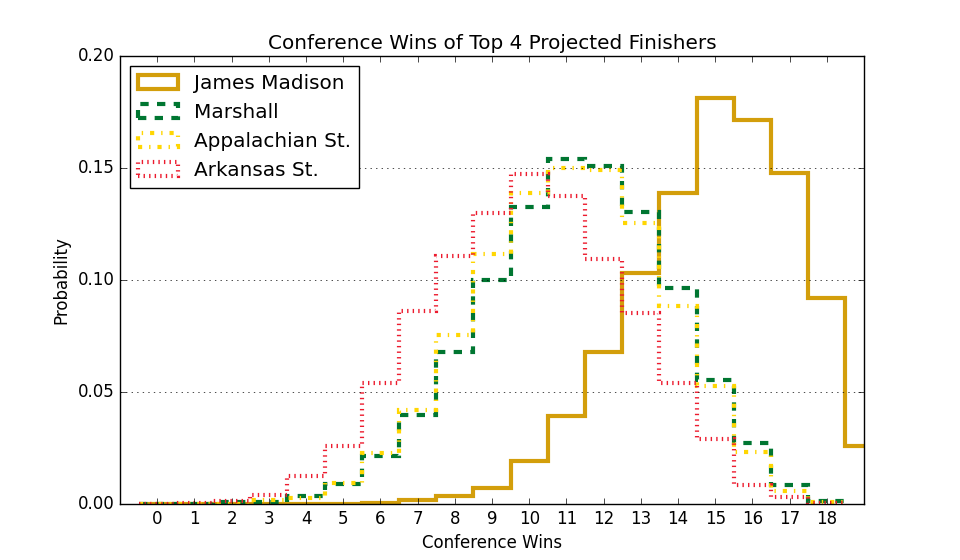 Conference Wins of Top 4 Projected Finishers
0.20
James Madison
Marshall
Appalachian St.
Arkansas St.
0.15
0.10
0.05
0.00
Probability
0 1 2 3 4 5 6 7 8 9 10 11 12 13 14 15 16 17 18
Conference Wins